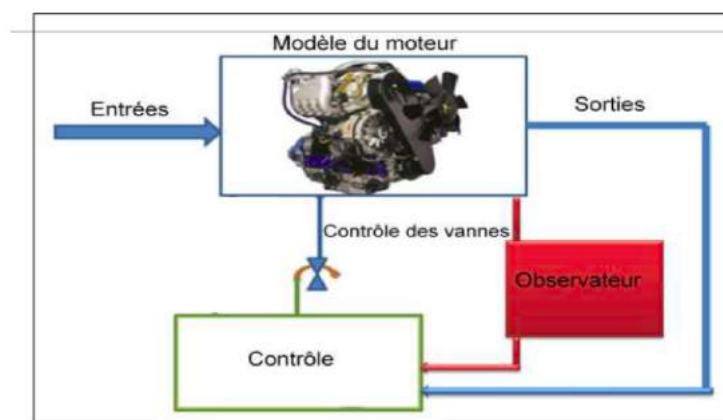 Modèle du moteur
Entrées
Sorties
Contrôle des vannes
Observateur
Contrôle